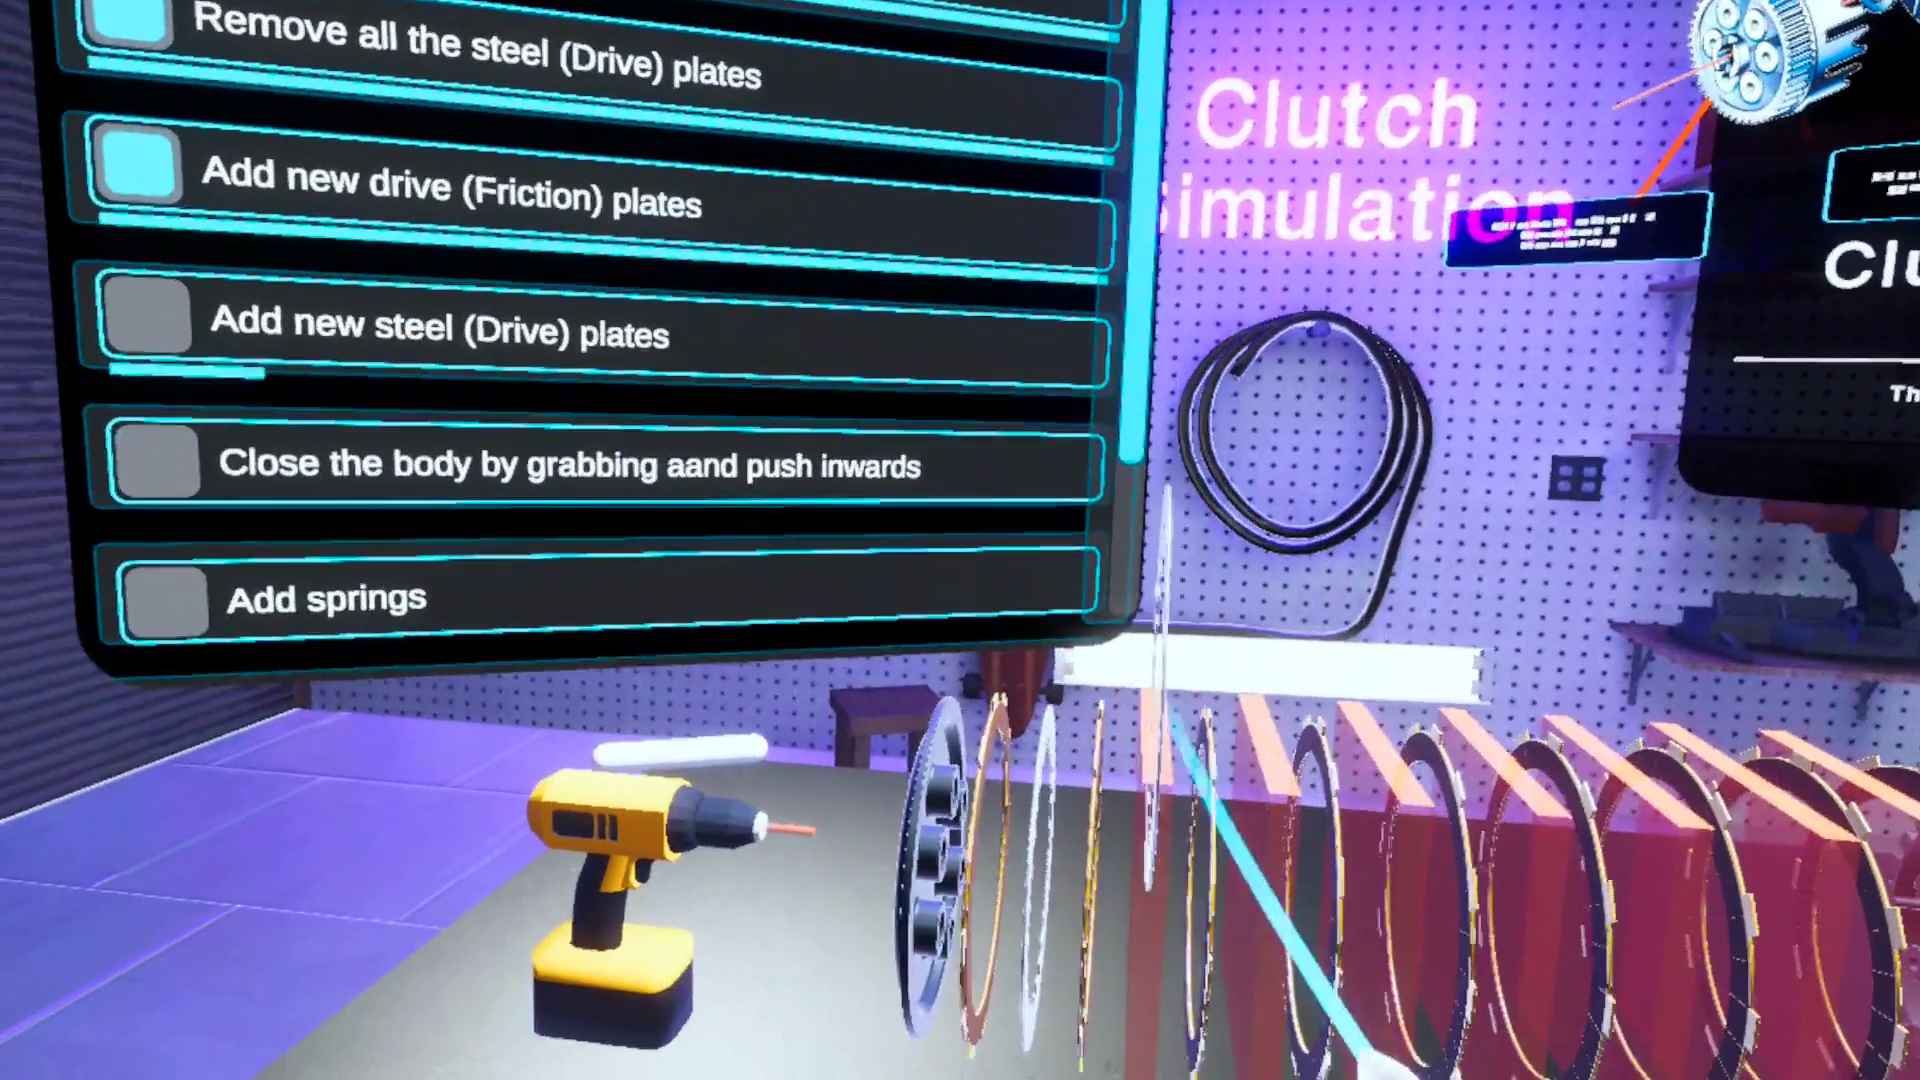 Remove all the steel (Drive) plates
Add new drive (Friction) plates
Add new steel (Drive) plates
Close the body by grabbing aand push inwards
Add springs
Clutch
imulation
Clu
Th